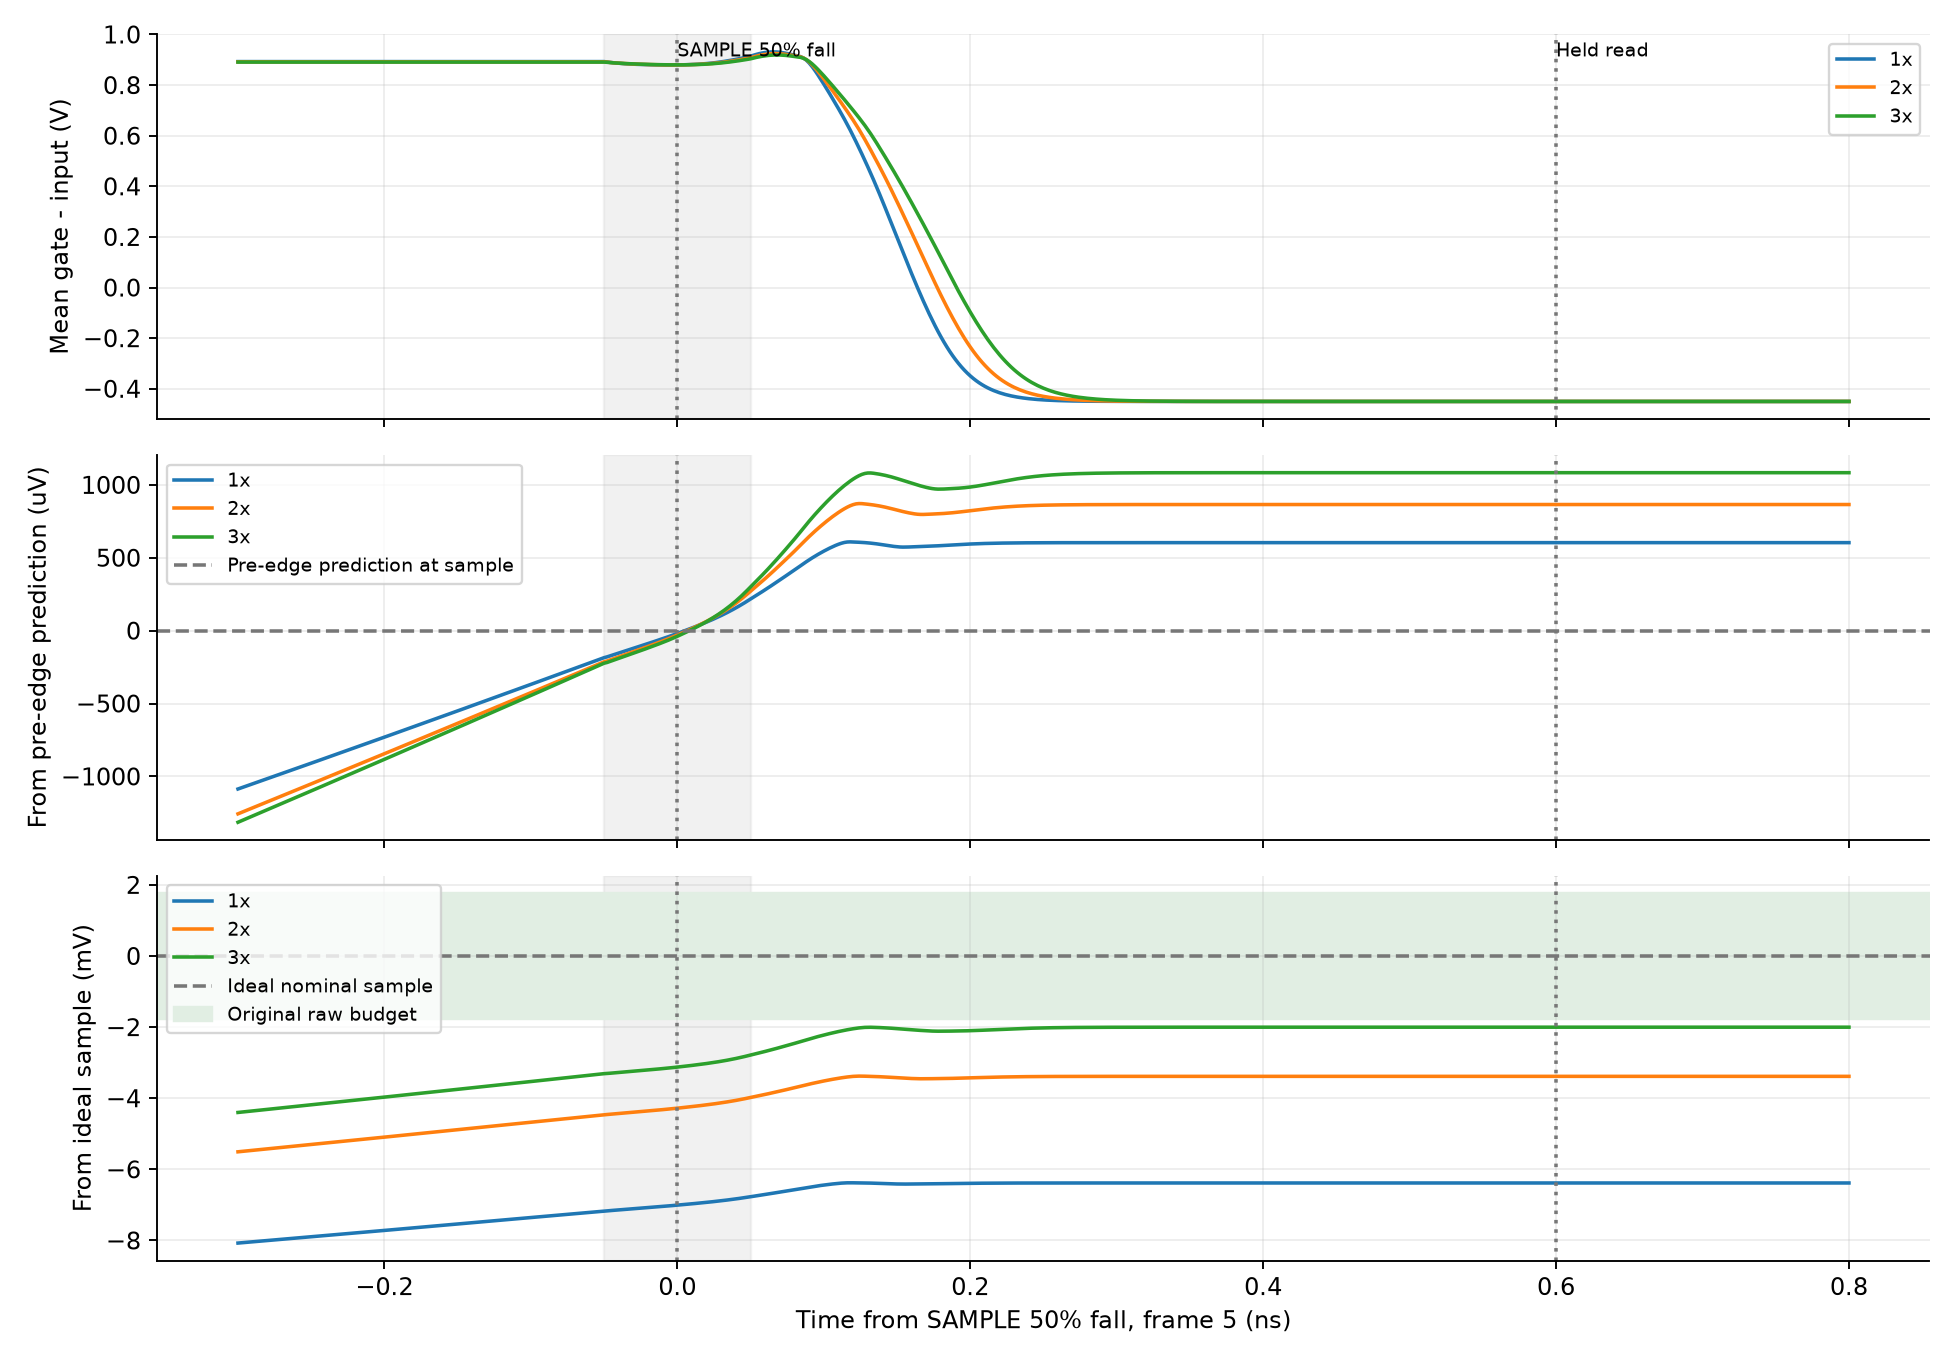 Mean gate - input (V)
1.0
0.8
0.6
0.4
0.2
0.0
−0.2
−0.4
SAMPLE 50% fall
Held read
1x
2x
3x
From pre-edge prediction (uV)
1000
500
0
−500
−1000
1x
2x
3x
Pre-edge prediction at sample
From ideal sample (mV)
2
0
−2
−4
−6
−8
1x
2x
3x
Ideal nominal sample
Original raw budget
−0.2
0.0
0.2
0.4
0.6
0.8
Time from SAMPLE 50% fall, frame 5 (ns)